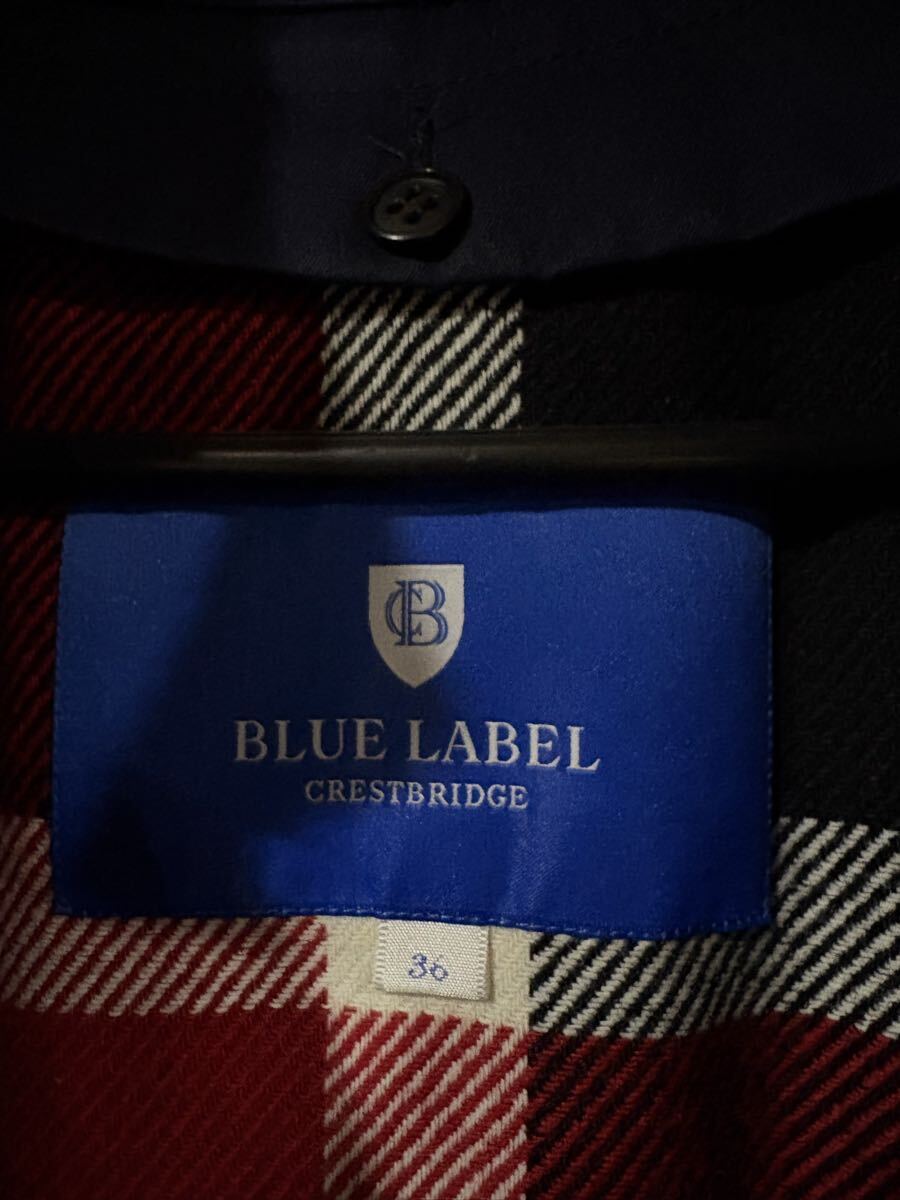 CB
BLUE LABEL
CRESTBRIDGE
36